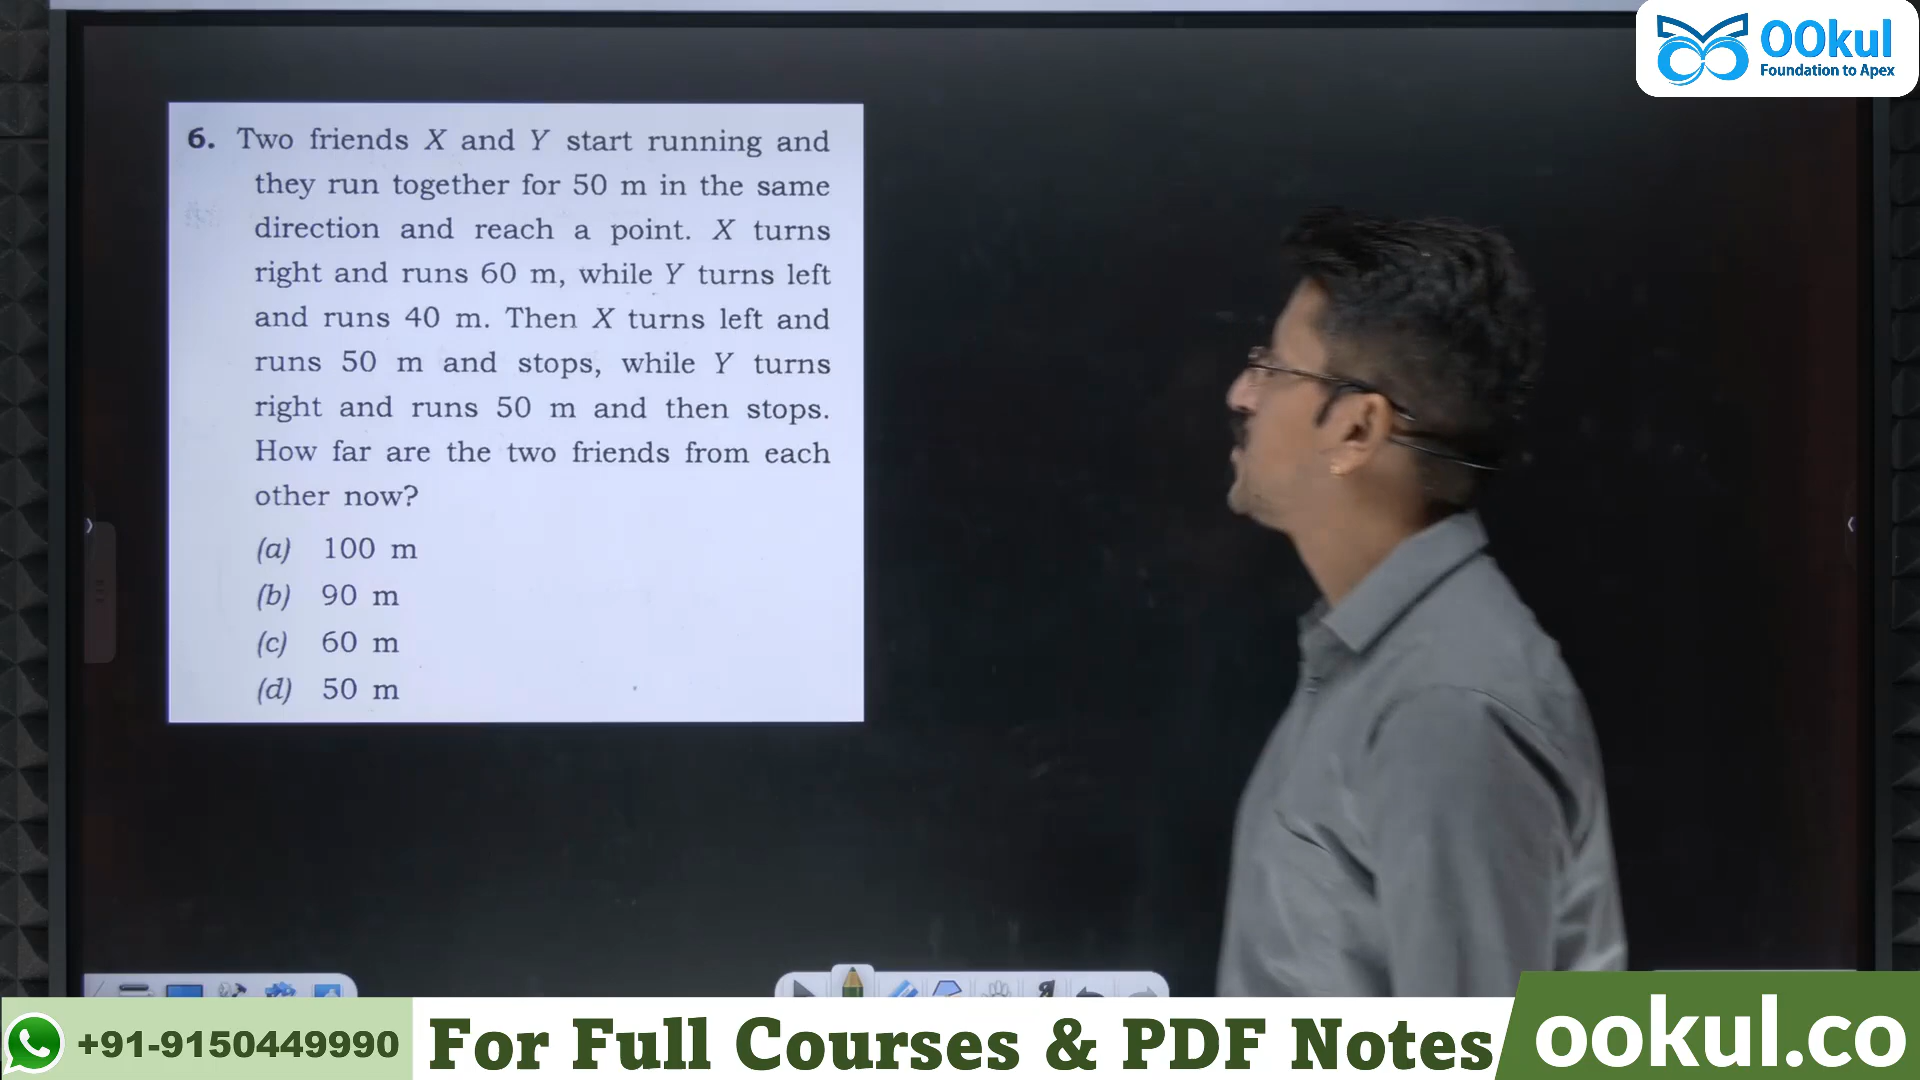 OOkul
Foundation to Apex
6. Two friends X and Y start running and
they run together for 50 m in the same
direction and reach a point. X turns
right and runs 60 m, while Y turns left
and runs 40 m. Then X turns left and
runs 50 m and stops, while Y turns
right and runs 50 m and then stops.
How far are the two friends from each
other now?
(a) 100 m
(b) 90 m
(c) 60 m
(d) 50 m
+91-9150449990
For Full Courses & PDF Notes
ookul.co